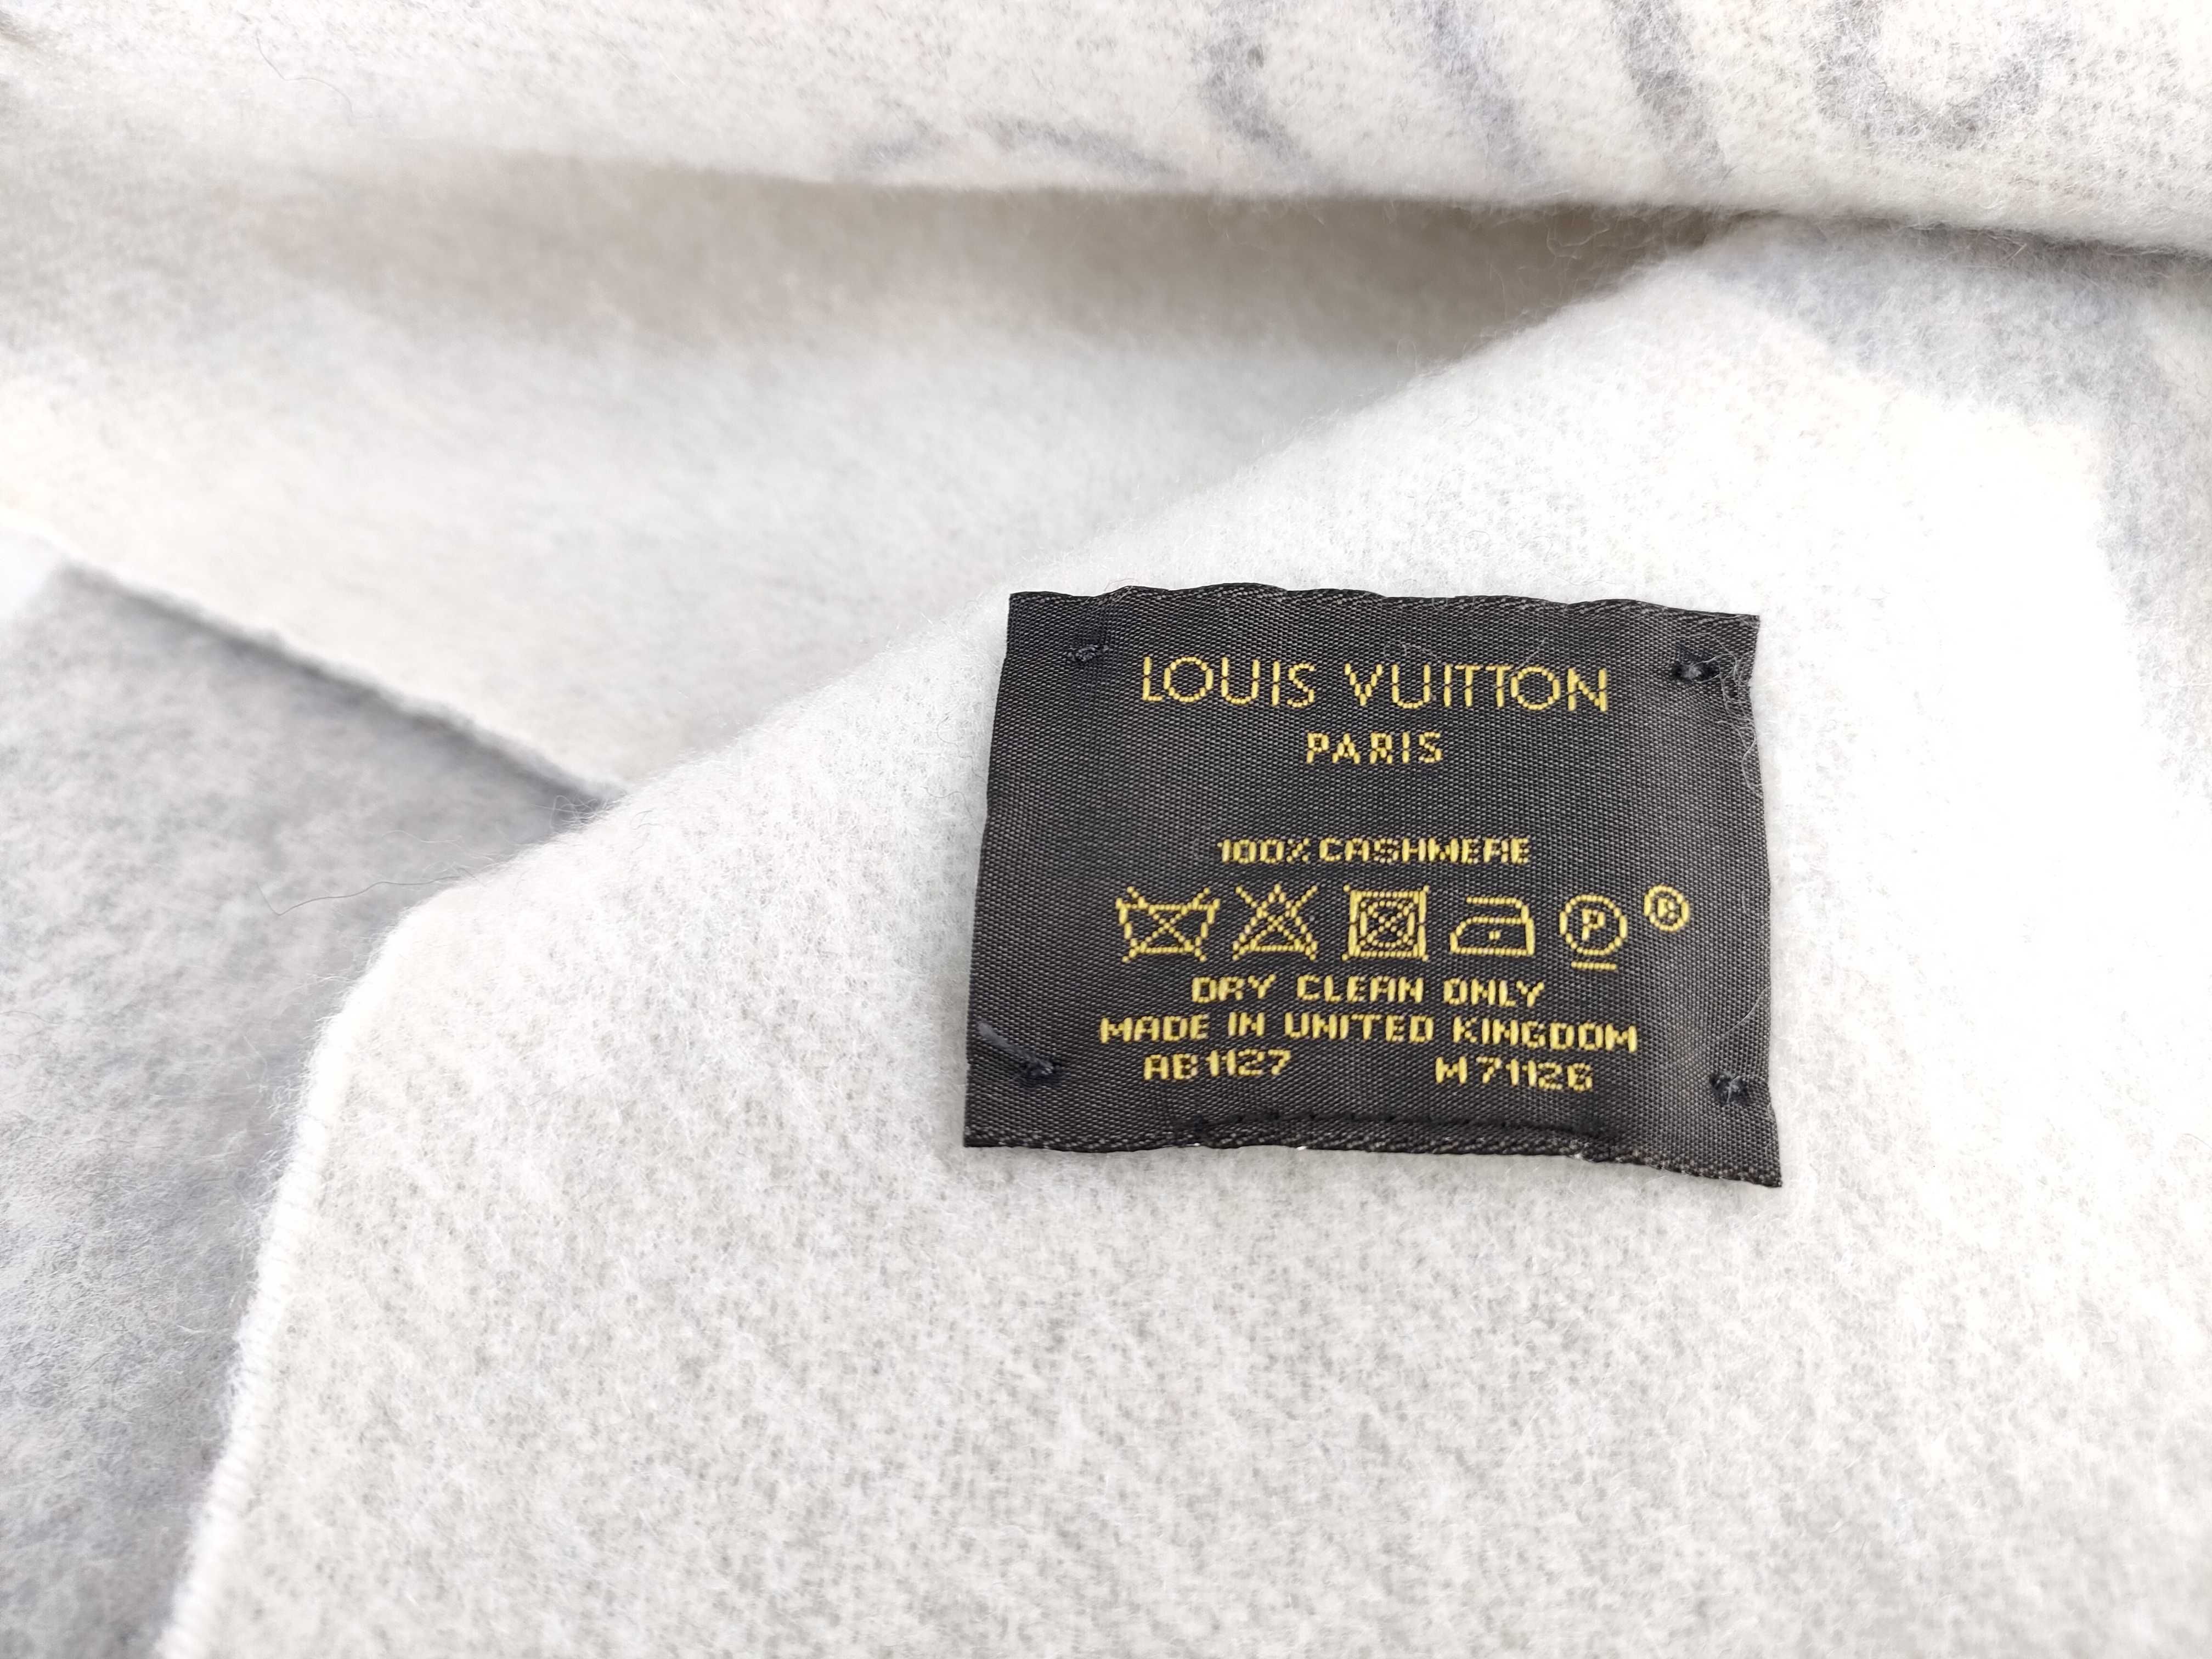 LOUIS VUITTON
PARIS
100% CASHMERE
P ®
DRY CLEAN ONLY
MADE IN UNITED KINGDOM
AB1127 M71126